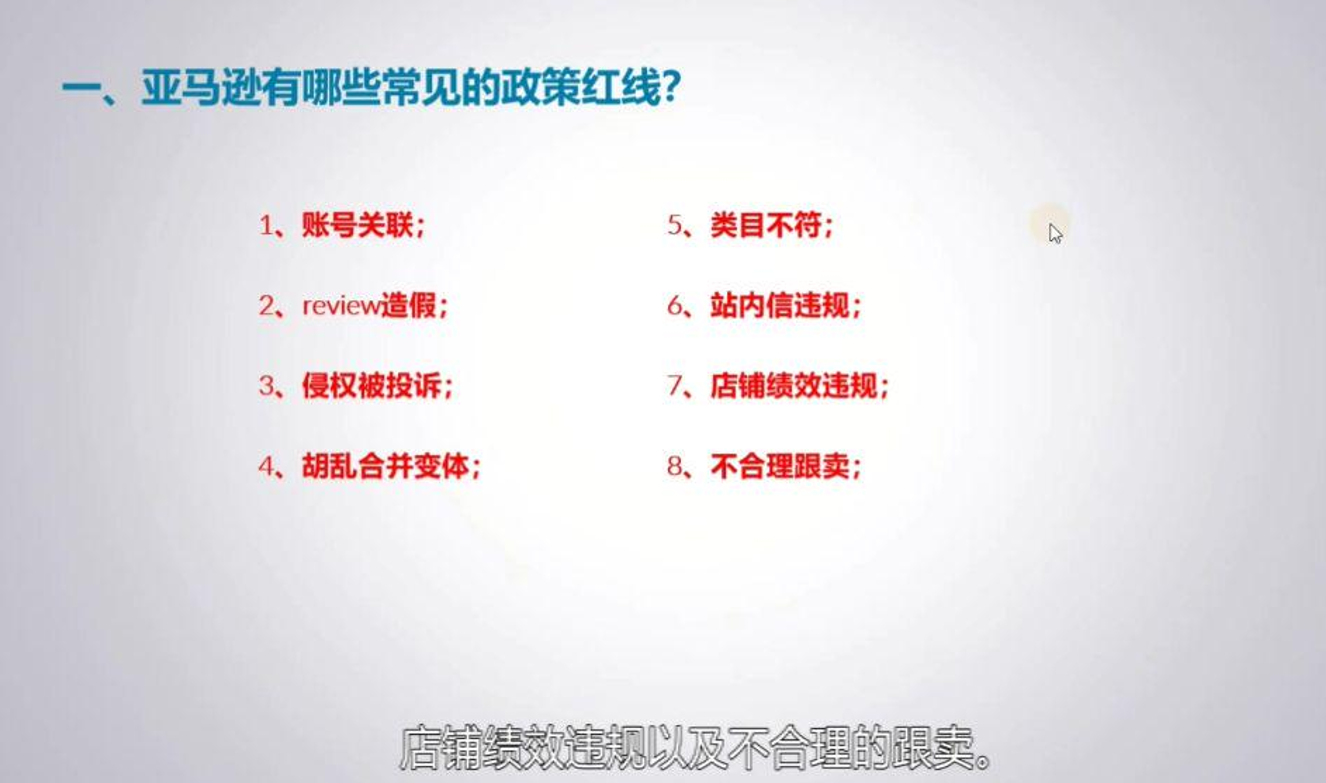 一、亚马逊有哪些常见的政策红线?
1、账号关联;
2、review造假;
3、侵权被投诉;
4、胡乱合并变体;
5、类目不符;
6、站内信违规;
7、店铺绩效违规;
8、不合理跟卖;
店铺绩效违规以及不合理的跟卖。